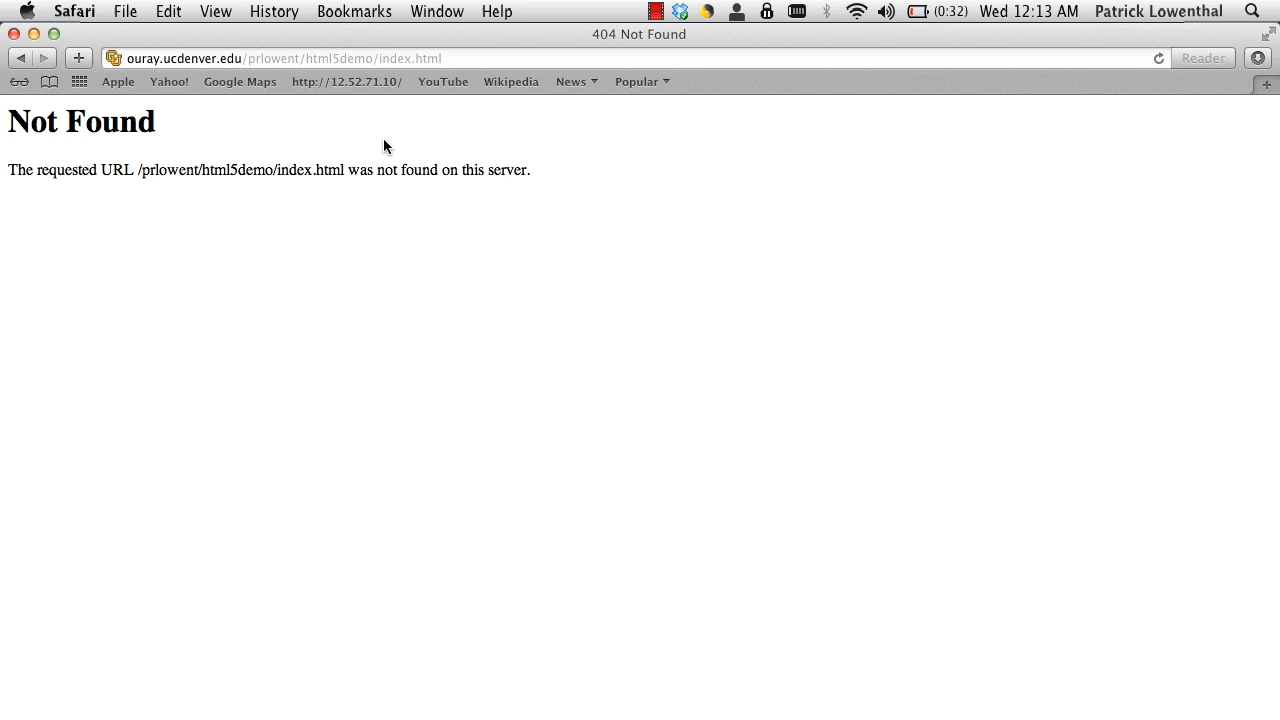 Safari File Edit View History Bookmarks Window Help (0:32) Wed 12:13 AM Patrick Lowenthal
404 Not Found
ouray.ucdenver.edu/prlowent/html5demo/index.html Reader
Apple Yahoo! Google Maps http://12.52.71.10/ YouTube Wikipedia News Popular
Not Found
The requested URL /prlowent/html5demo/index.html was not found on this server.